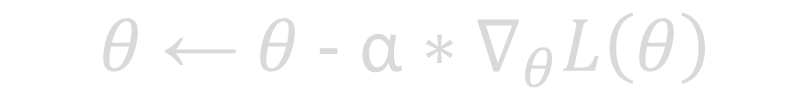 θ ← θ - α * ∇θL(θ)